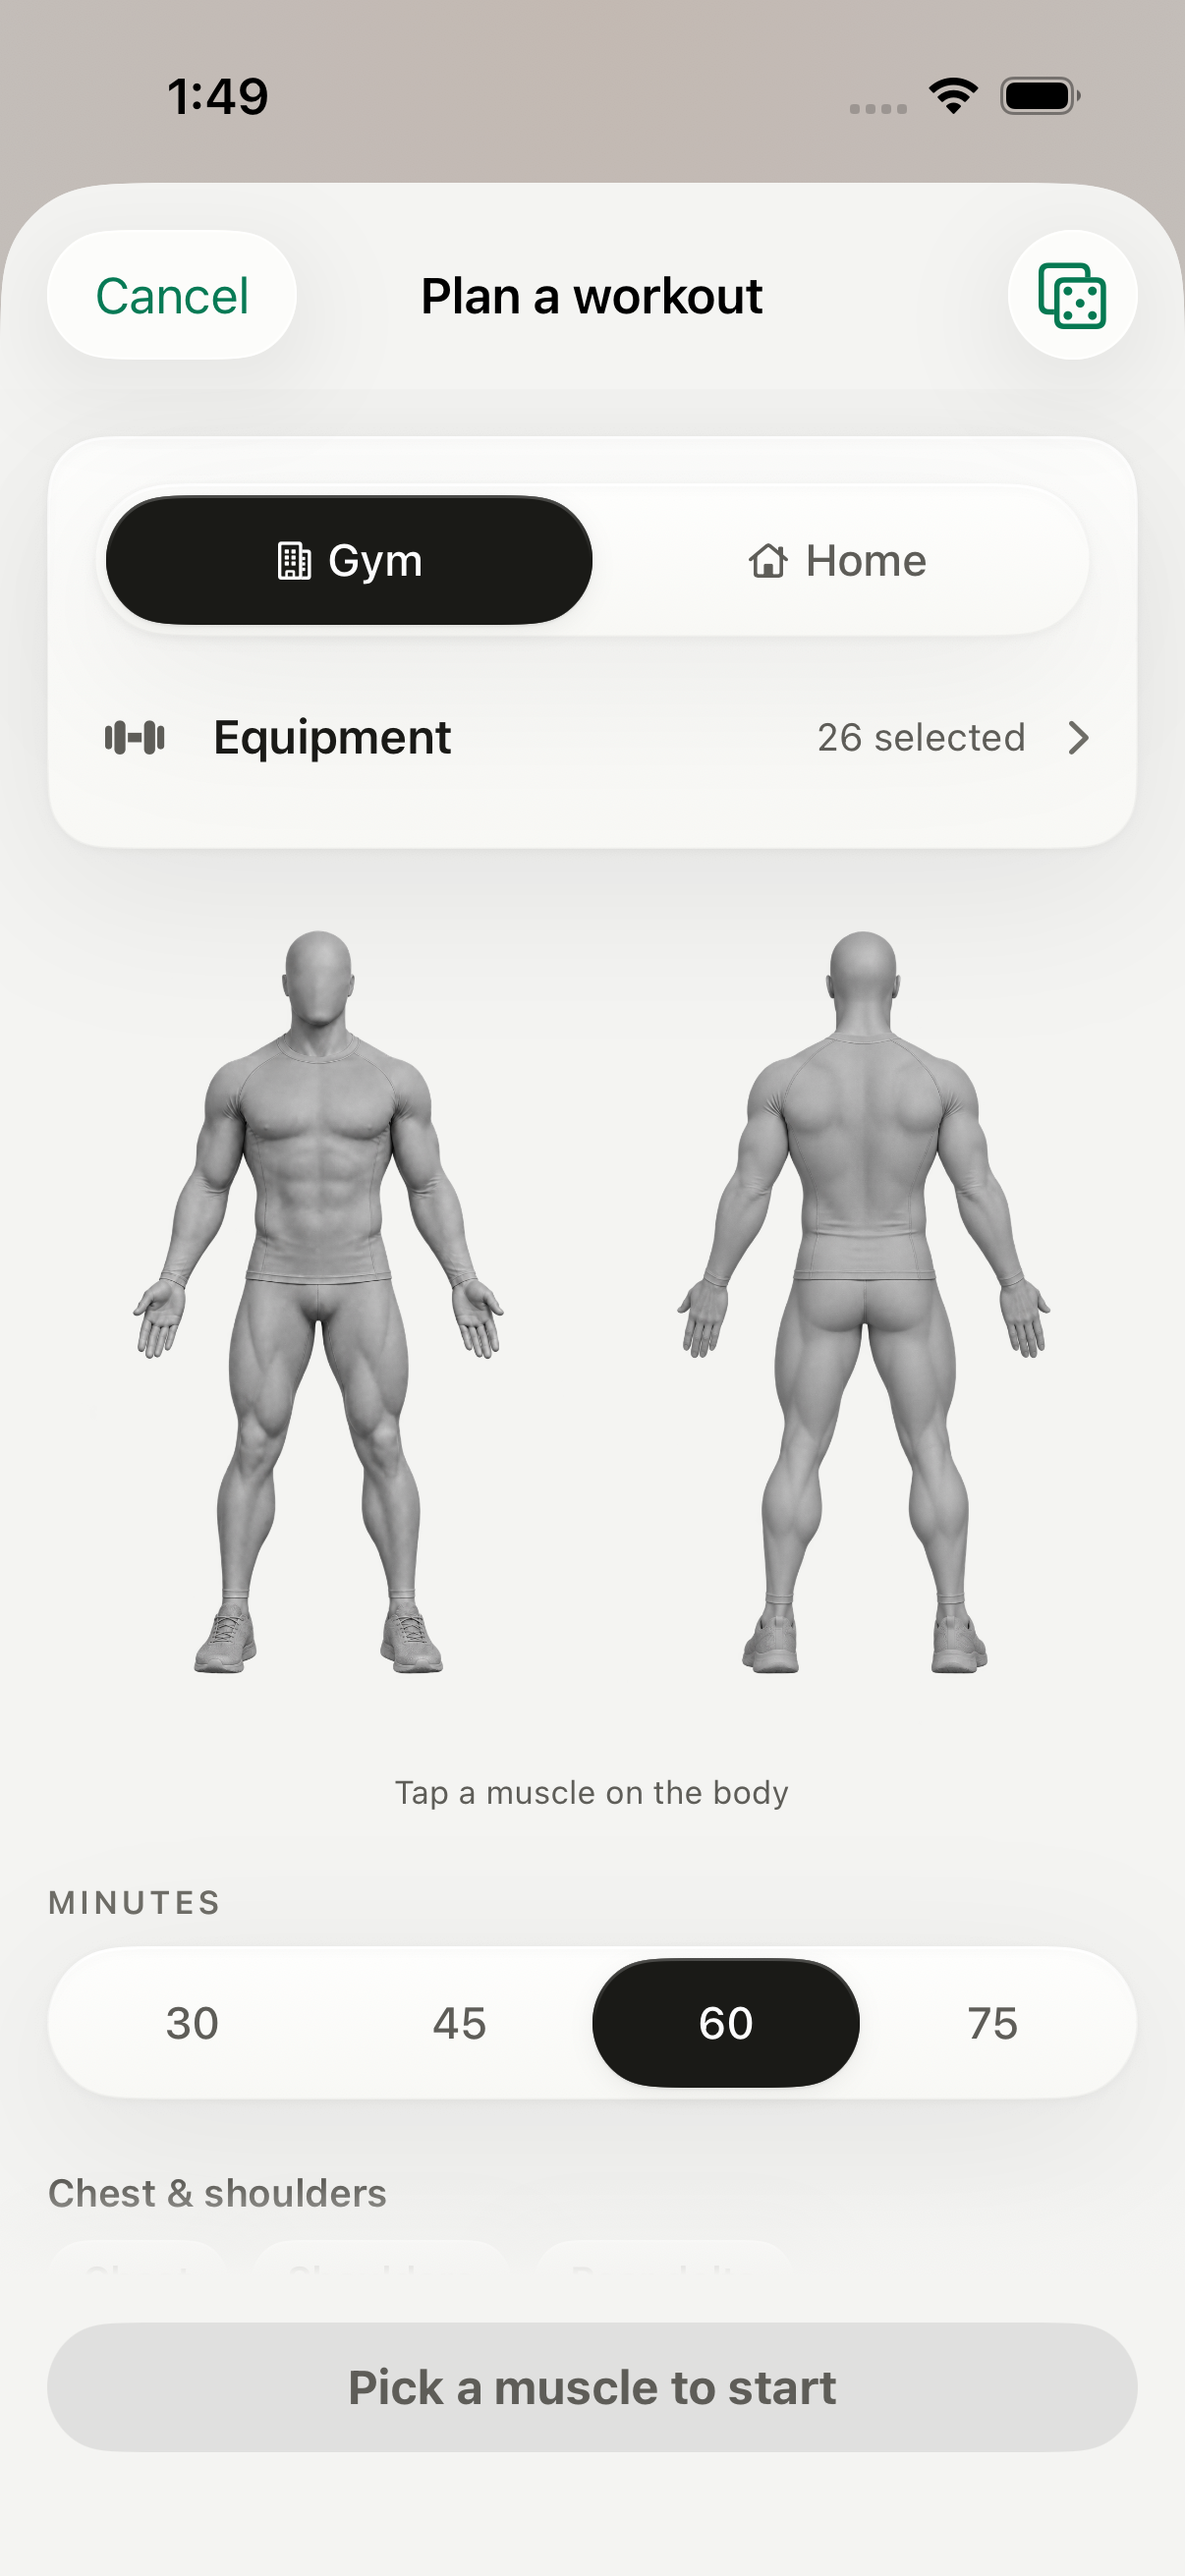 1:49
Cancel
Plan a workout
Gym
Home
Equipment
26 selected
Tap a muscle on the body
MINUTES
30
45
60
75
Chest & shoulders
Pick a muscle to start